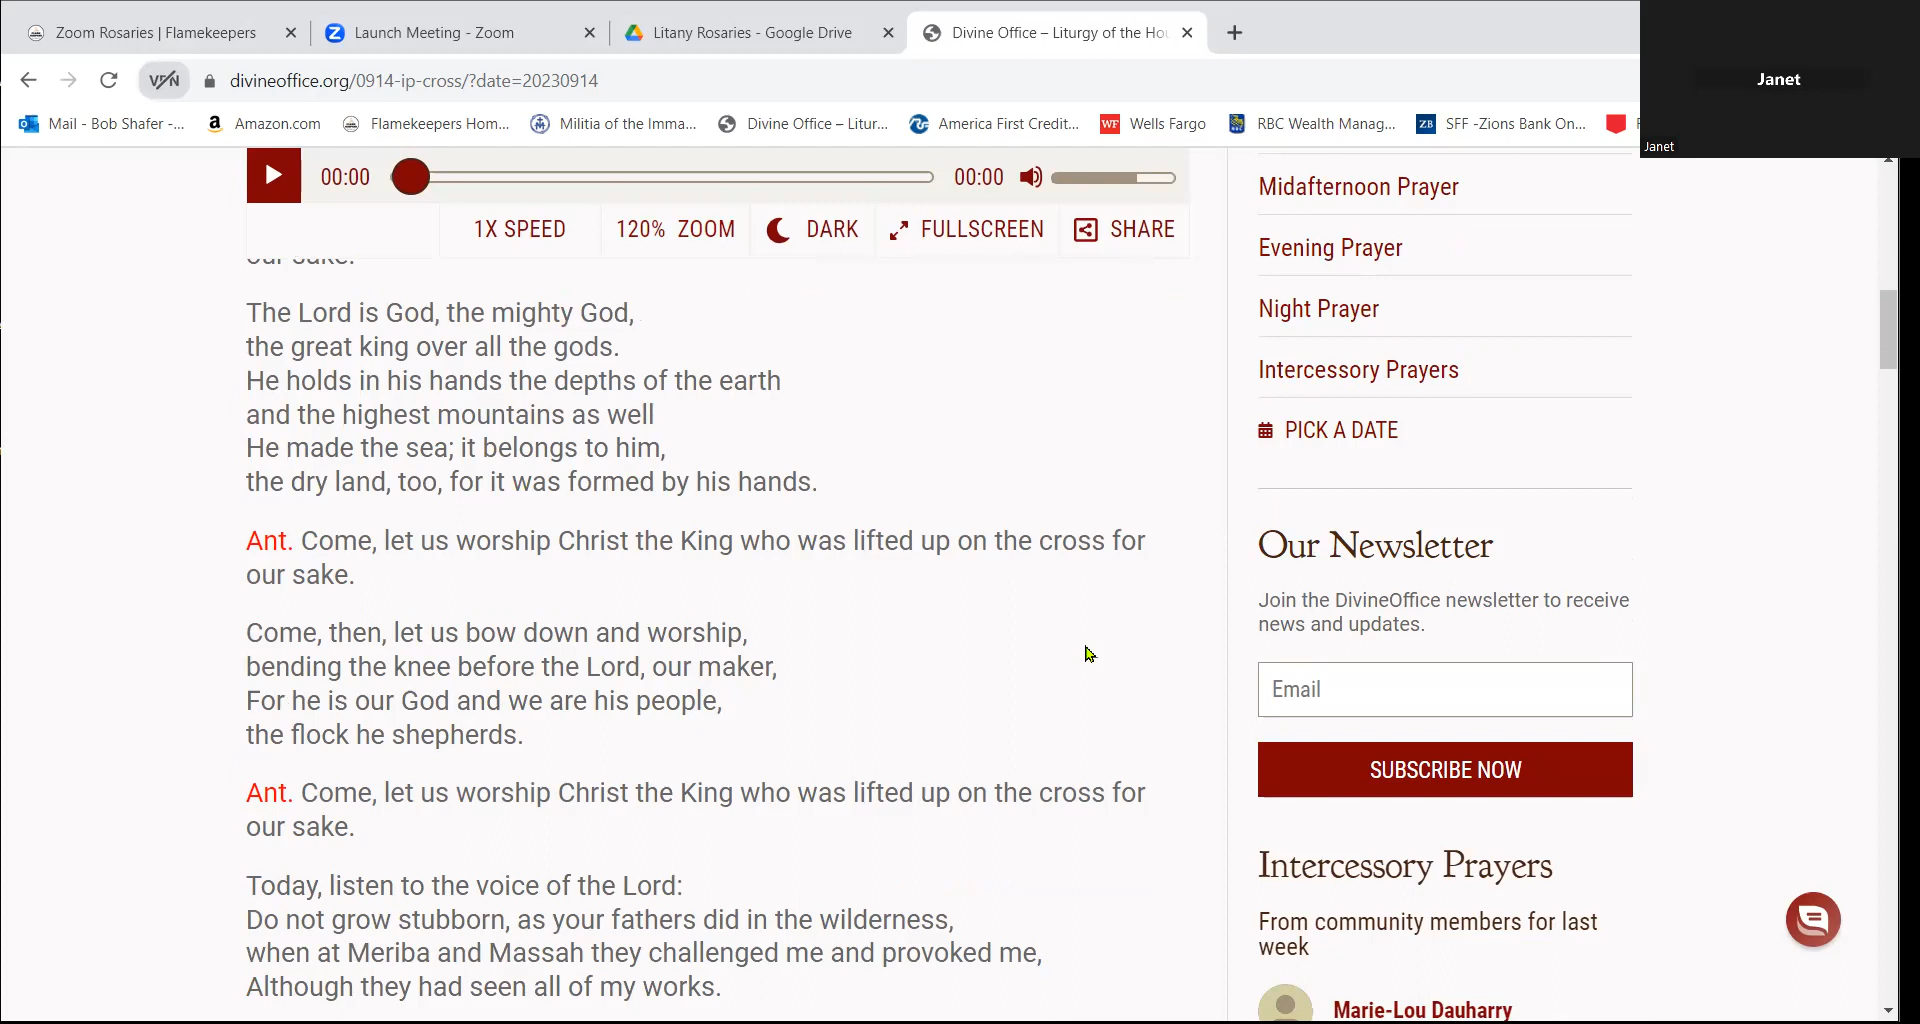 Zoom Rosaries | Flamekeepers
Launch Meeting - Zoom
Litany Rosaries - Google Drive
Divine Office – Liturgy of the Hou
divineoffice.org/0914-ip-cross/?date=20230914
Mail - Bob Shafer -...
Amazon.com
Flamekeepers Hom...
Militia of the Imma...
Divine Office – Litur...
America First Credit...
WF Wells Fargo
RBC Wealth Manag...
ZB SFF -Zions Bank On...
Janet
Janet
00:00
00:00
1X SPEED
120% ZOOM
DARK
FULLSCREEN
SHARE
our sake.
The Lord is God, the mighty God,
the great king over all the gods.
He holds in his hands the depths of the earth
and the highest mountains as well
He made the sea; it belongs to him,
the dry land, too, for it was formed by his hands.
Ant. Come, let us worship Christ the King who was lifted up on the cross for
our sake.
Come, then, let us bow down and worship,
bending the knee before the Lord, our maker,
For he is our God and we are his people,
the flock he shepherds.
Ant. Come, let us worship Christ the King who was lifted up on the cross for
our sake.
Today, listen to the voice of the Lord:
Do not grow stubborn, as your fathers did in the wilderness,
when at Meriba and Massah they challenged me and provoked me,
Although they had seen all of my works.
Midafternoon Prayer
Evening Prayer
Night Prayer
Intercessory Prayers
PICK A DATE
Our Newsletter
Join the DivineOffice newsletter to receive
news and updates.
Email
SUBSCRIBE NOW
Intercessory Prayers
From community members for last
week
Marie-Lou Dauharry